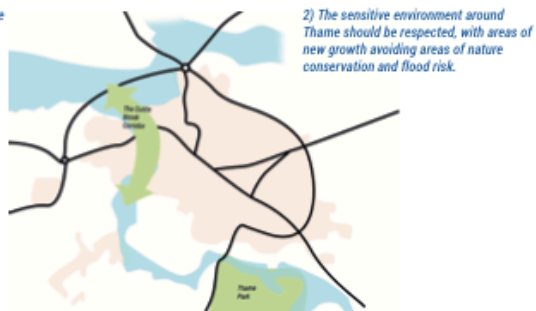 e
2) The sensitive environment around
Thame should be respected, with areas of
new growth avoiding areas of nature
conservation and flood risk.
The Cuttle
Brook
Corridor
Thame
Park